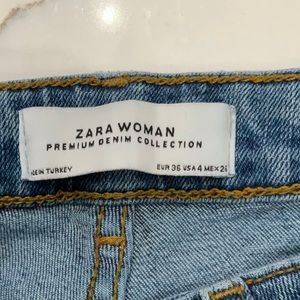 ZARA WOMAN
PREMIUM DENIM COLLECTION
IN TURKEY EUR 36 USA 4 MEX 26